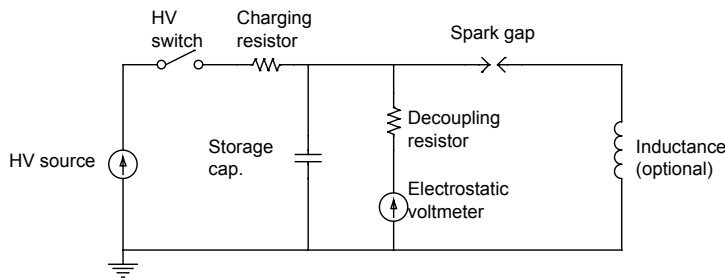 HV
switch
Charging
resistor
Spark gap
HV source
Storage
cap.
Decoupling
resistor
Electrostatic
voltmeter
Inductance
(optional)